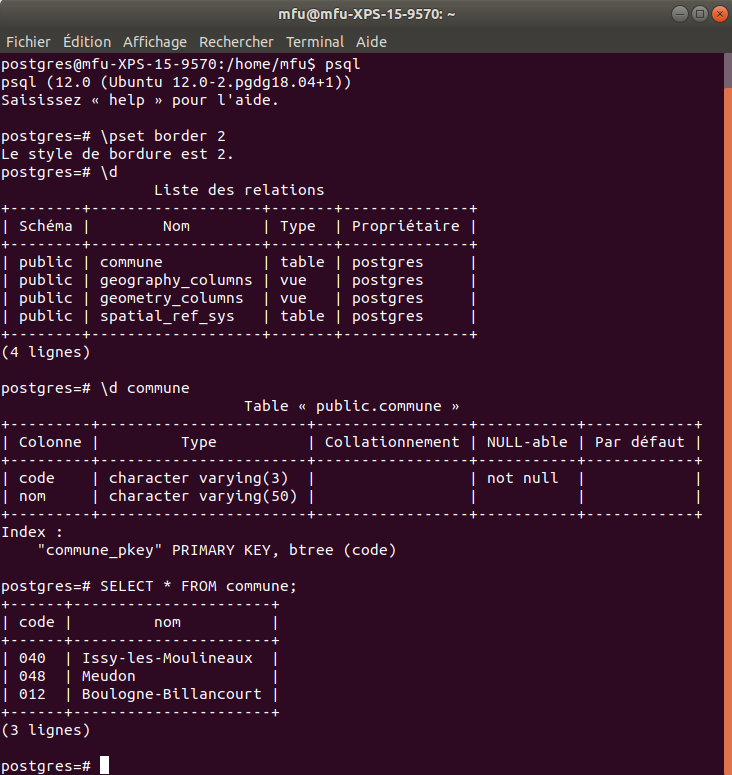 mfu@mfu-XPS-15-9570: ~
Fichier Édition Affichage Rechercher Terminal Aide
postgres@mfu-XPS-15-9570:/home/mfu$ psql
psql (12.0 (Ubuntu 12.0-2.pgdg18.04+1))
Saisissez « help » pour l'aide.

postgres=# \pset border 2
Le style de bordure est 2.
postgres=# \d
                 Liste des relations
+--------+-------------------+-------+--------------+
| Schéma |        Nom        | Type  | Propriétaire |
+--------+-------------------+-------+--------------+
| public | commune           | table | postgres     |
| public | geography_columns | vue   | postgres     |
| public | geometry_columns  | vue   | postgres     |
| public | spatial_ref_sys   | table | postgres     |
+--------+-------------------+-------+--------------+
(4 lignes)

postgres=# \d commune
                           Table « public.commune »
+---------+-----------------------+-----------------+-----------+------------+
| Colonne |         Type          | Collationnement | NULL-able | Par défaut |
+---------+-----------------------+-----------------+-----------+------------+
| code    | character varying(3)  |                 | not null  |            |
| nom     | character varying(50) |                 |           |            |
+---------+-----------------------+-----------------+-----------+------------+
Index :
    "commune_pkey" PRIMARY KEY, btree (code)

postgres=# SELECT * FROM commune;
+------+----------------------+
| code |         nom          |
+------+----------------------+
| 040  | Issy-les-Moulineaux  |
| 048  | Meudon               |
| 012  | Boulogne-Billancourt |
+------+----------------------+
(3 lignes)

postgres=#